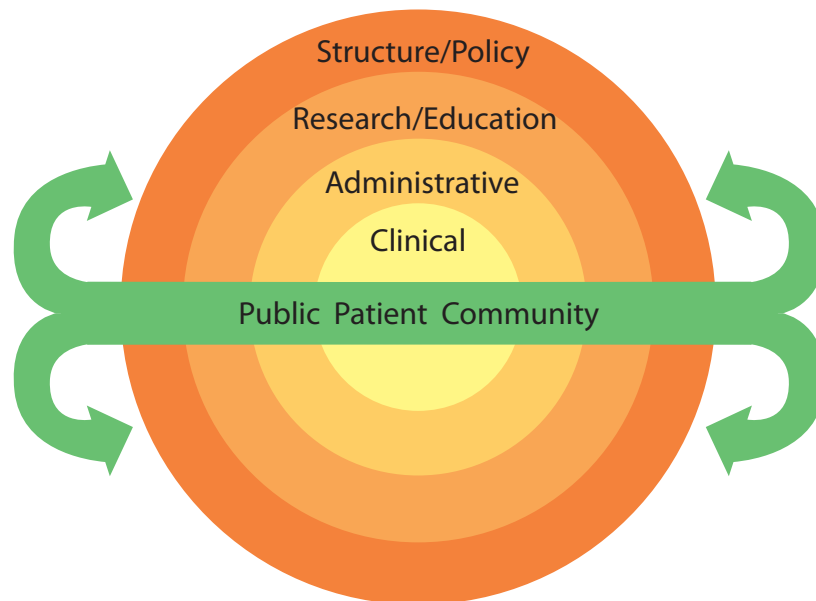 Structure/Policy
Research/Education
Administrative
Clinical
Public Patient Community